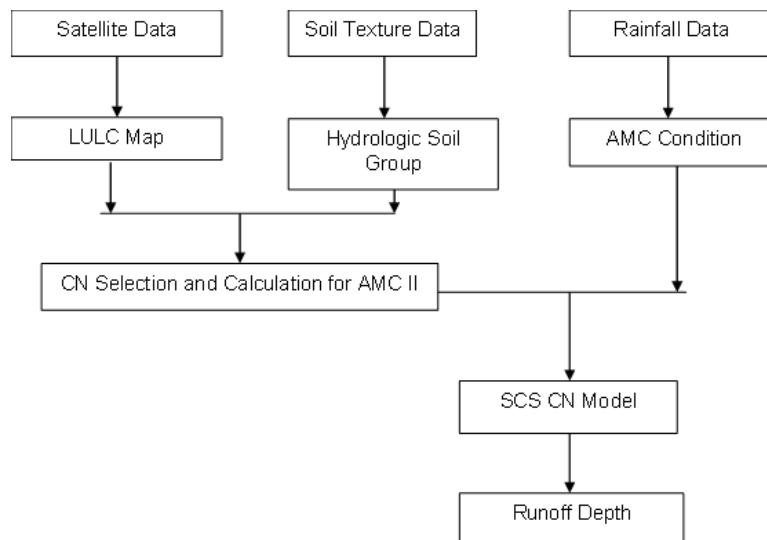 Satellite Data
Soil Texture Data
Rainfall Data
LULC Map
Hydrologic Soil
Group
AMC Condition
CN Selection and Calculation for AMC II
SCS CN Model
Runoff Depth